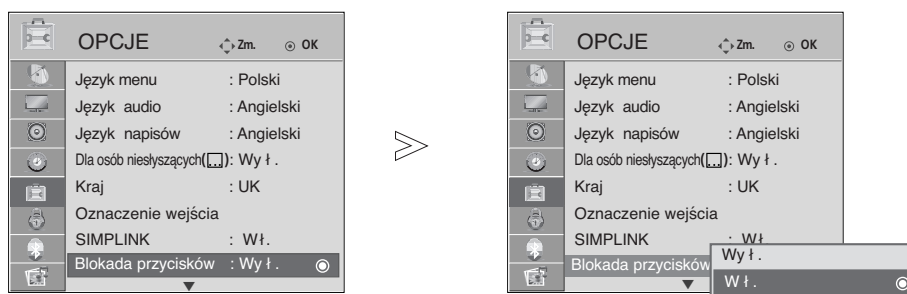 OPCJE Zm. OK
Język menu : Polski
Język audio : Angielski
Język napisów : Angielski
Dla osób niesłyszących(...): Wy ł .
Kraj : UK
Oznaczenie wejścia
SIMPLINK : Wł.
Blokada przycisków : Wy ł .
OPCJE Zm. OK
Język menu : Polski
Język audio : Angielski
Język napisów : Angielski
Dla osób niesłyszących(...): Wy ł .
Kraj : UK
Oznaczenie wejścia
SIMPLINK : Wł
Blokada przycisków
Wy ł .
W ł .